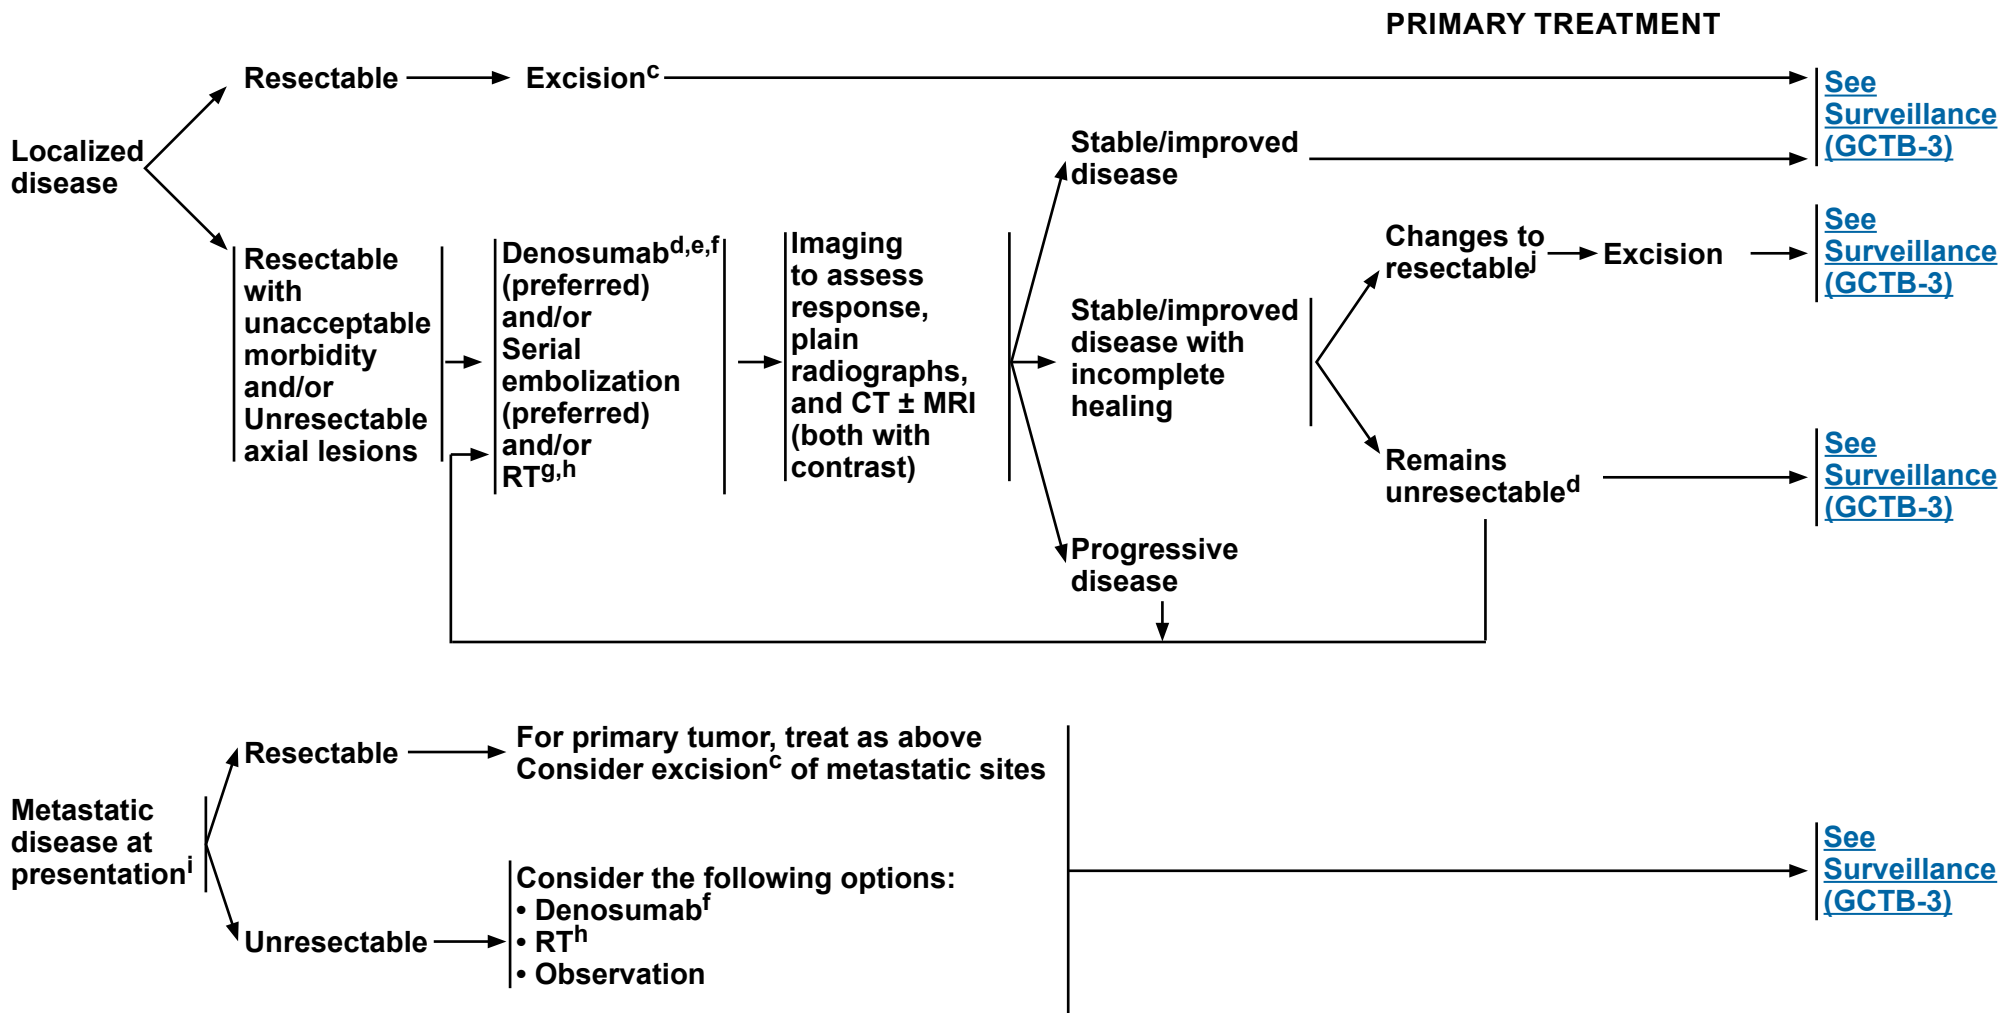 PRIMARY TREATMENT
Localized
disease
Resectable
Excisionᶜ
See
Surveillance
(GCTB-3)
Resectable
with
unacceptable
morbidity
and/or
Unresectable
axial lesions
Denosumabᵈ,ᵉ,ᶠ
(preferred)
and/or
Serial
embolization
(preferred)
and/or
RTᵍ,ʰ
Imaging
to assess
response,
plain
radiographs,
and CT ± MRI
(both with
contrast)
Stable/improved
disease
Stable/improved
disease with
incomplete
healing
Changes to
resectableʲ
Excision
See
Surveillance
(GCTB-3)
Remains
unresectableᵈ
See
Surveillance
(GCTB-3)
Progressive
disease
Metastatic
disease at
presentationⁱ
Resectable
For primary tumor, treat as above
Consider excisionᶜ of metastatic sites
Unresectable
Consider the following options:
• Denosumabᶠ
• RTʰ
• Observation
See
Surveillance
(GCTB-3)